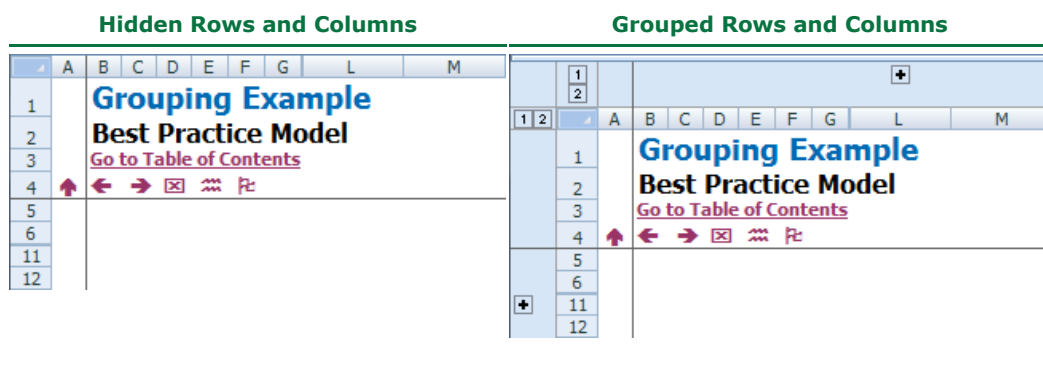 Hidden Rows and Columns
A B C D E F G L M
1 Grouping Example
2 Best Practice Model
3 Go to Table of Contents
4
5
6
11
12
Grouped Rows and Columns
1
2
1 2 A B C D E F G L M
1 Grouping Example
2 Best Practice Model
3 Go to Table of Contents
4
5
6
11
12